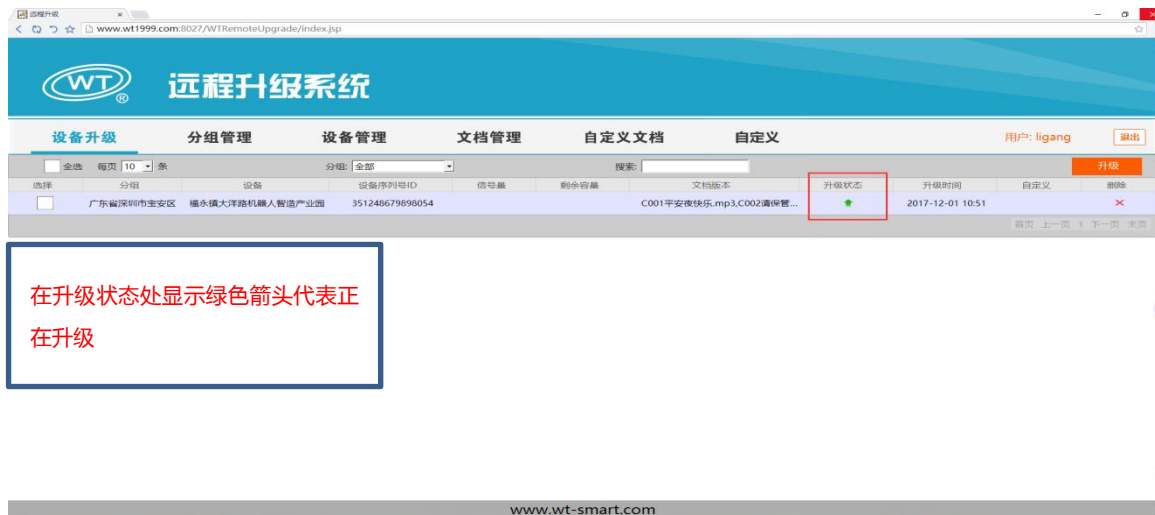 远程升级
www.wt1999.com:8027/WTRemoteUpgrade/index.jsp
WT ® 远程升级系统
设备升级 分组管理 设备管理 文档管理 自定义文档 自定义 用户: ligang 退出
全选 每页 10 条 分组: 全部 搜索: 升级
选择 分组 设备 设备序列号ID 信号量 剩余容量 文档版本 升级状态 升级时间 自定义 删除
广东省深圳市宝安区 福永镇大洋路机器人智造产业园 351248679898054 C001平安夜快乐.mp3,C002请保管... 2017-12-01 10:51
首页 上一页 1 下一页 末页
在升级状态处显示绿色箭头代表正
在升级
www.wt-smart.com